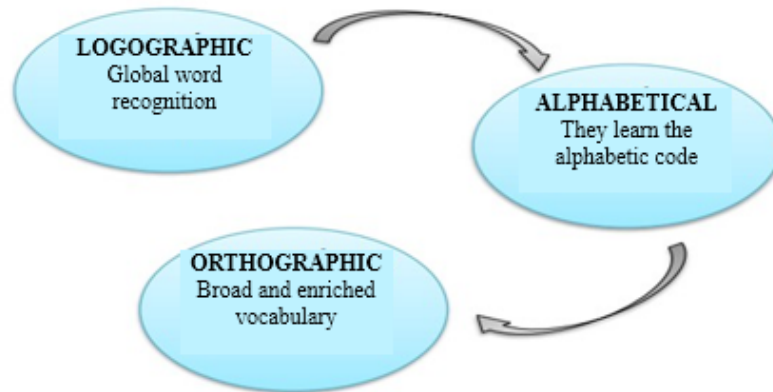 LOGOGRAPHIC
Global word
recognition
ALPHABETICAL
They learn the
alphabetic code
ORTHOGRAPHIC
Broad and enriched
vocabulary